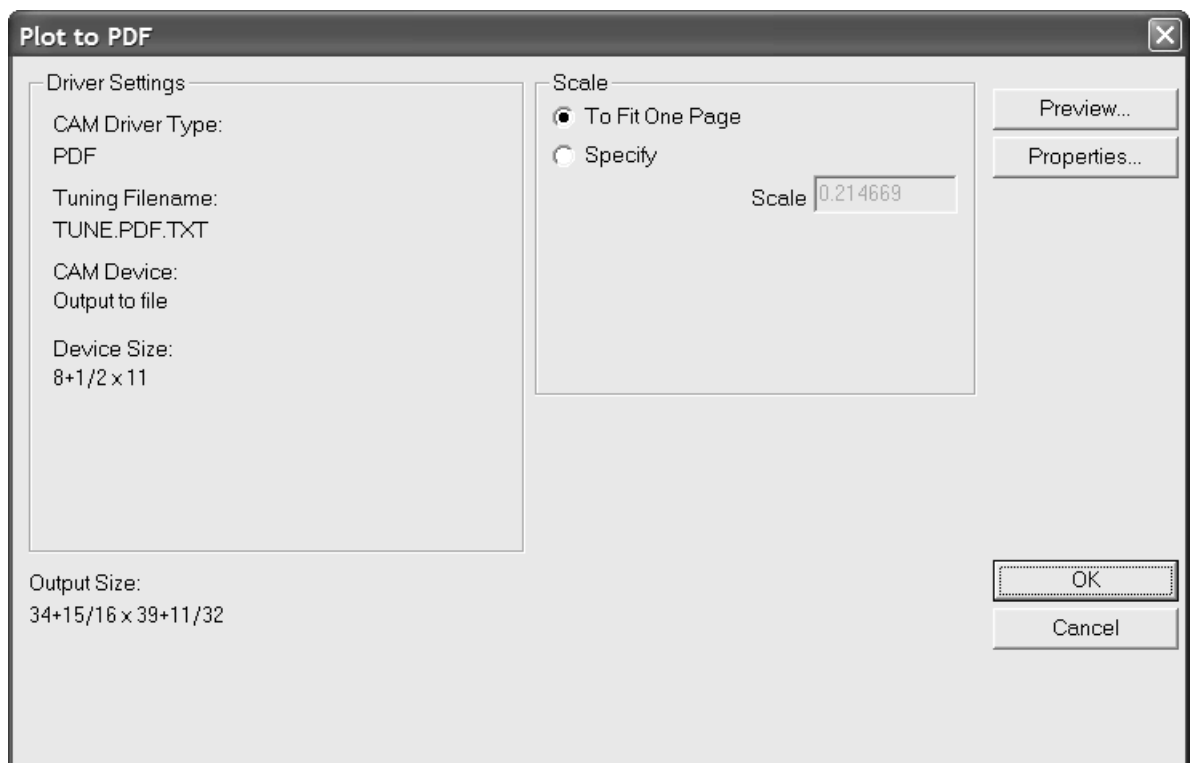 Plot to PDF
Driver Settings
CAM Driver Type:
PDF
Tuning Filename:
TUNE.PDF.TXT
CAM Device:
Output to file
Device Size:
8+1/2 x 11
Scale
To Fit One Page
Specify
Scale 0.214669
Preview...
Properties...
Output Size:
34+15/16 x 39+11/32
OK
Cancel